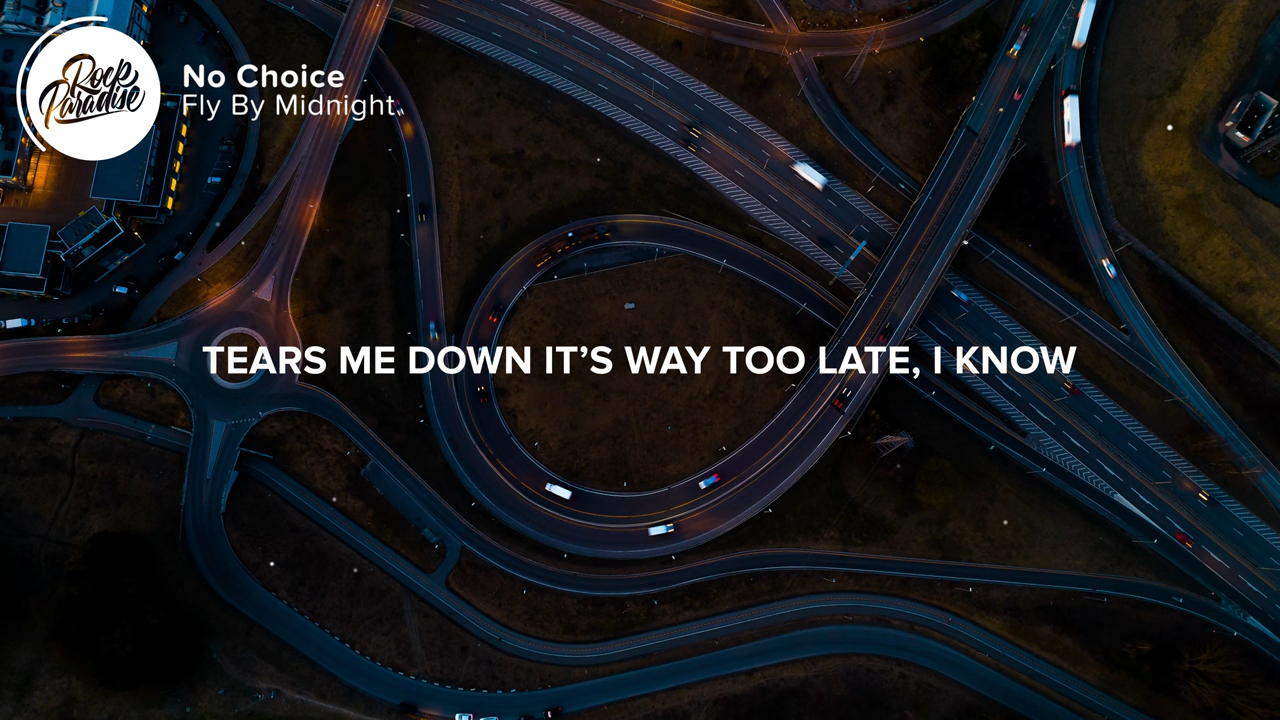 Rock
Paradise
No Choice
Fly By Midnight
TEARS ME DOWN IT’S WAY TOO LATE, I KNOW